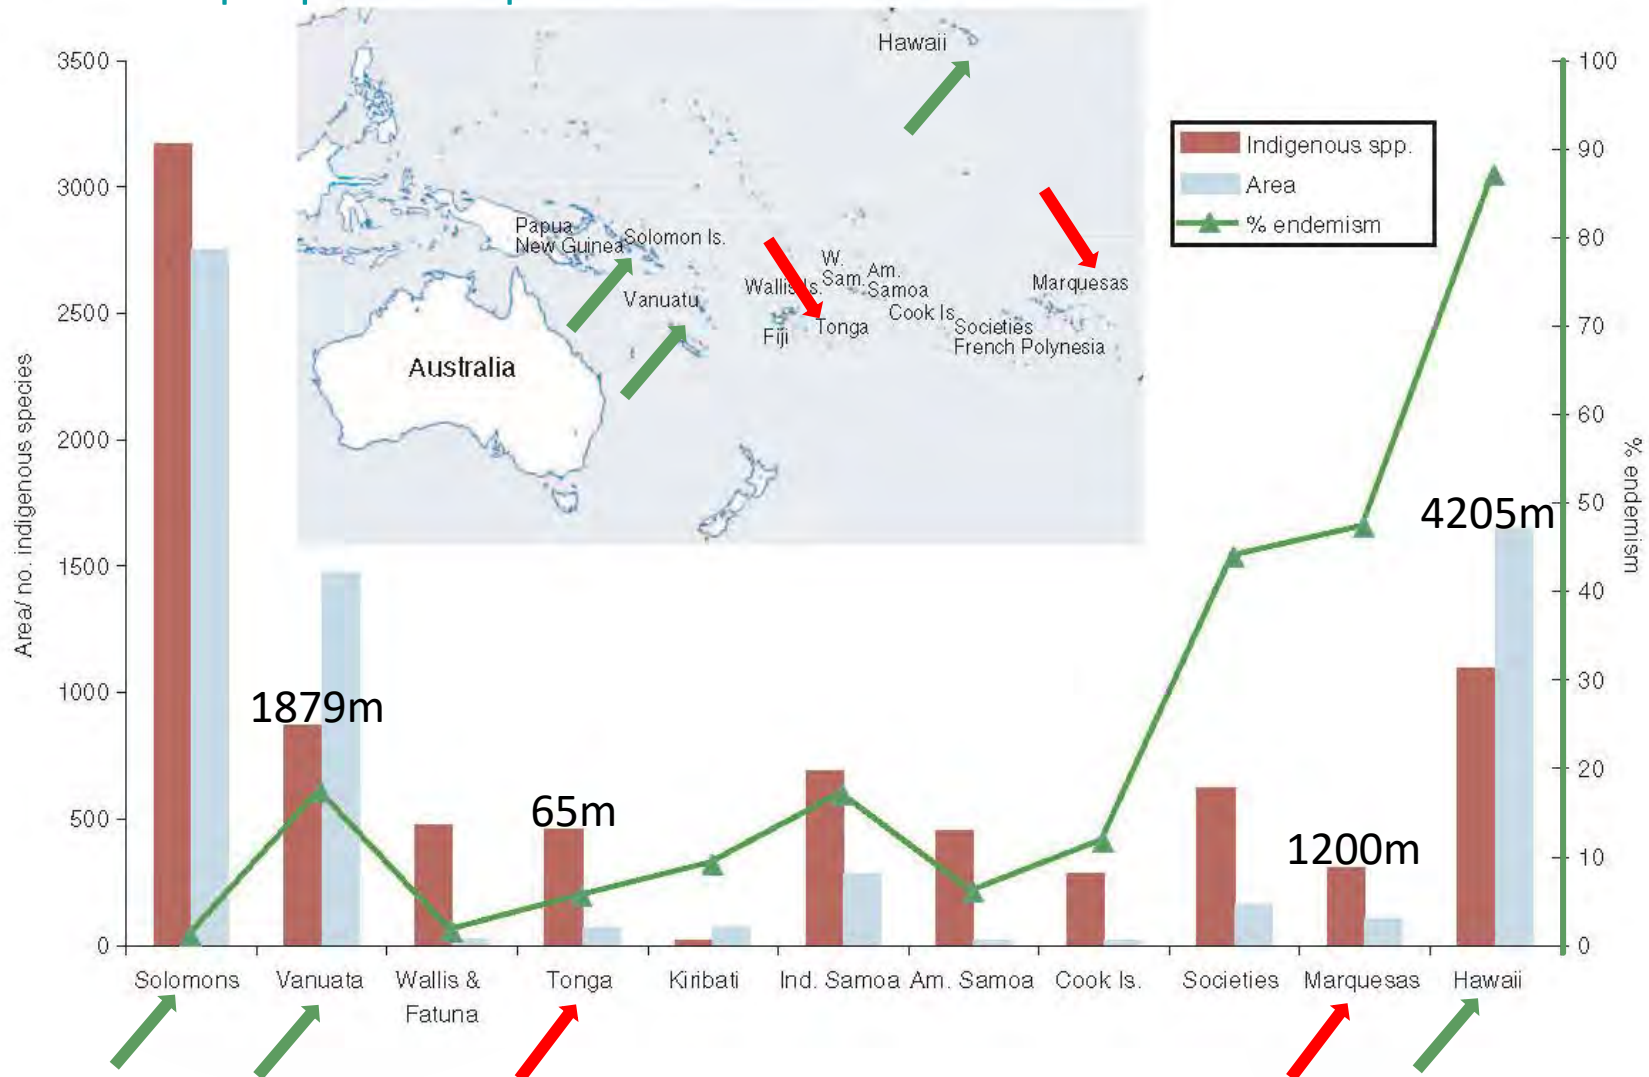 Hawaii
Papua
New Guinea
Solomon Is.
Vanuatu
Australia
Wallis Is.
W.
Sam.
Am.
Samoa
Fiji
Tonga
Cook Is.
Societies
French Polynesia
Marquesas
Indigenous spp.
Area
% endemism
3500
3000
2500
2000
1500
1000
500
0
Area/ no. indigenous species
100
90
80
70
60
50
40
30
20
10
0
% endemism
1879m
65m
1200m
4205m
Solomons
Vanuata
Wallis &
Fatuna
Tonga
Kiribati
Ind. Samoa
Am. Samoa
Cook Is.
Societies
Marquesas
Hawaii